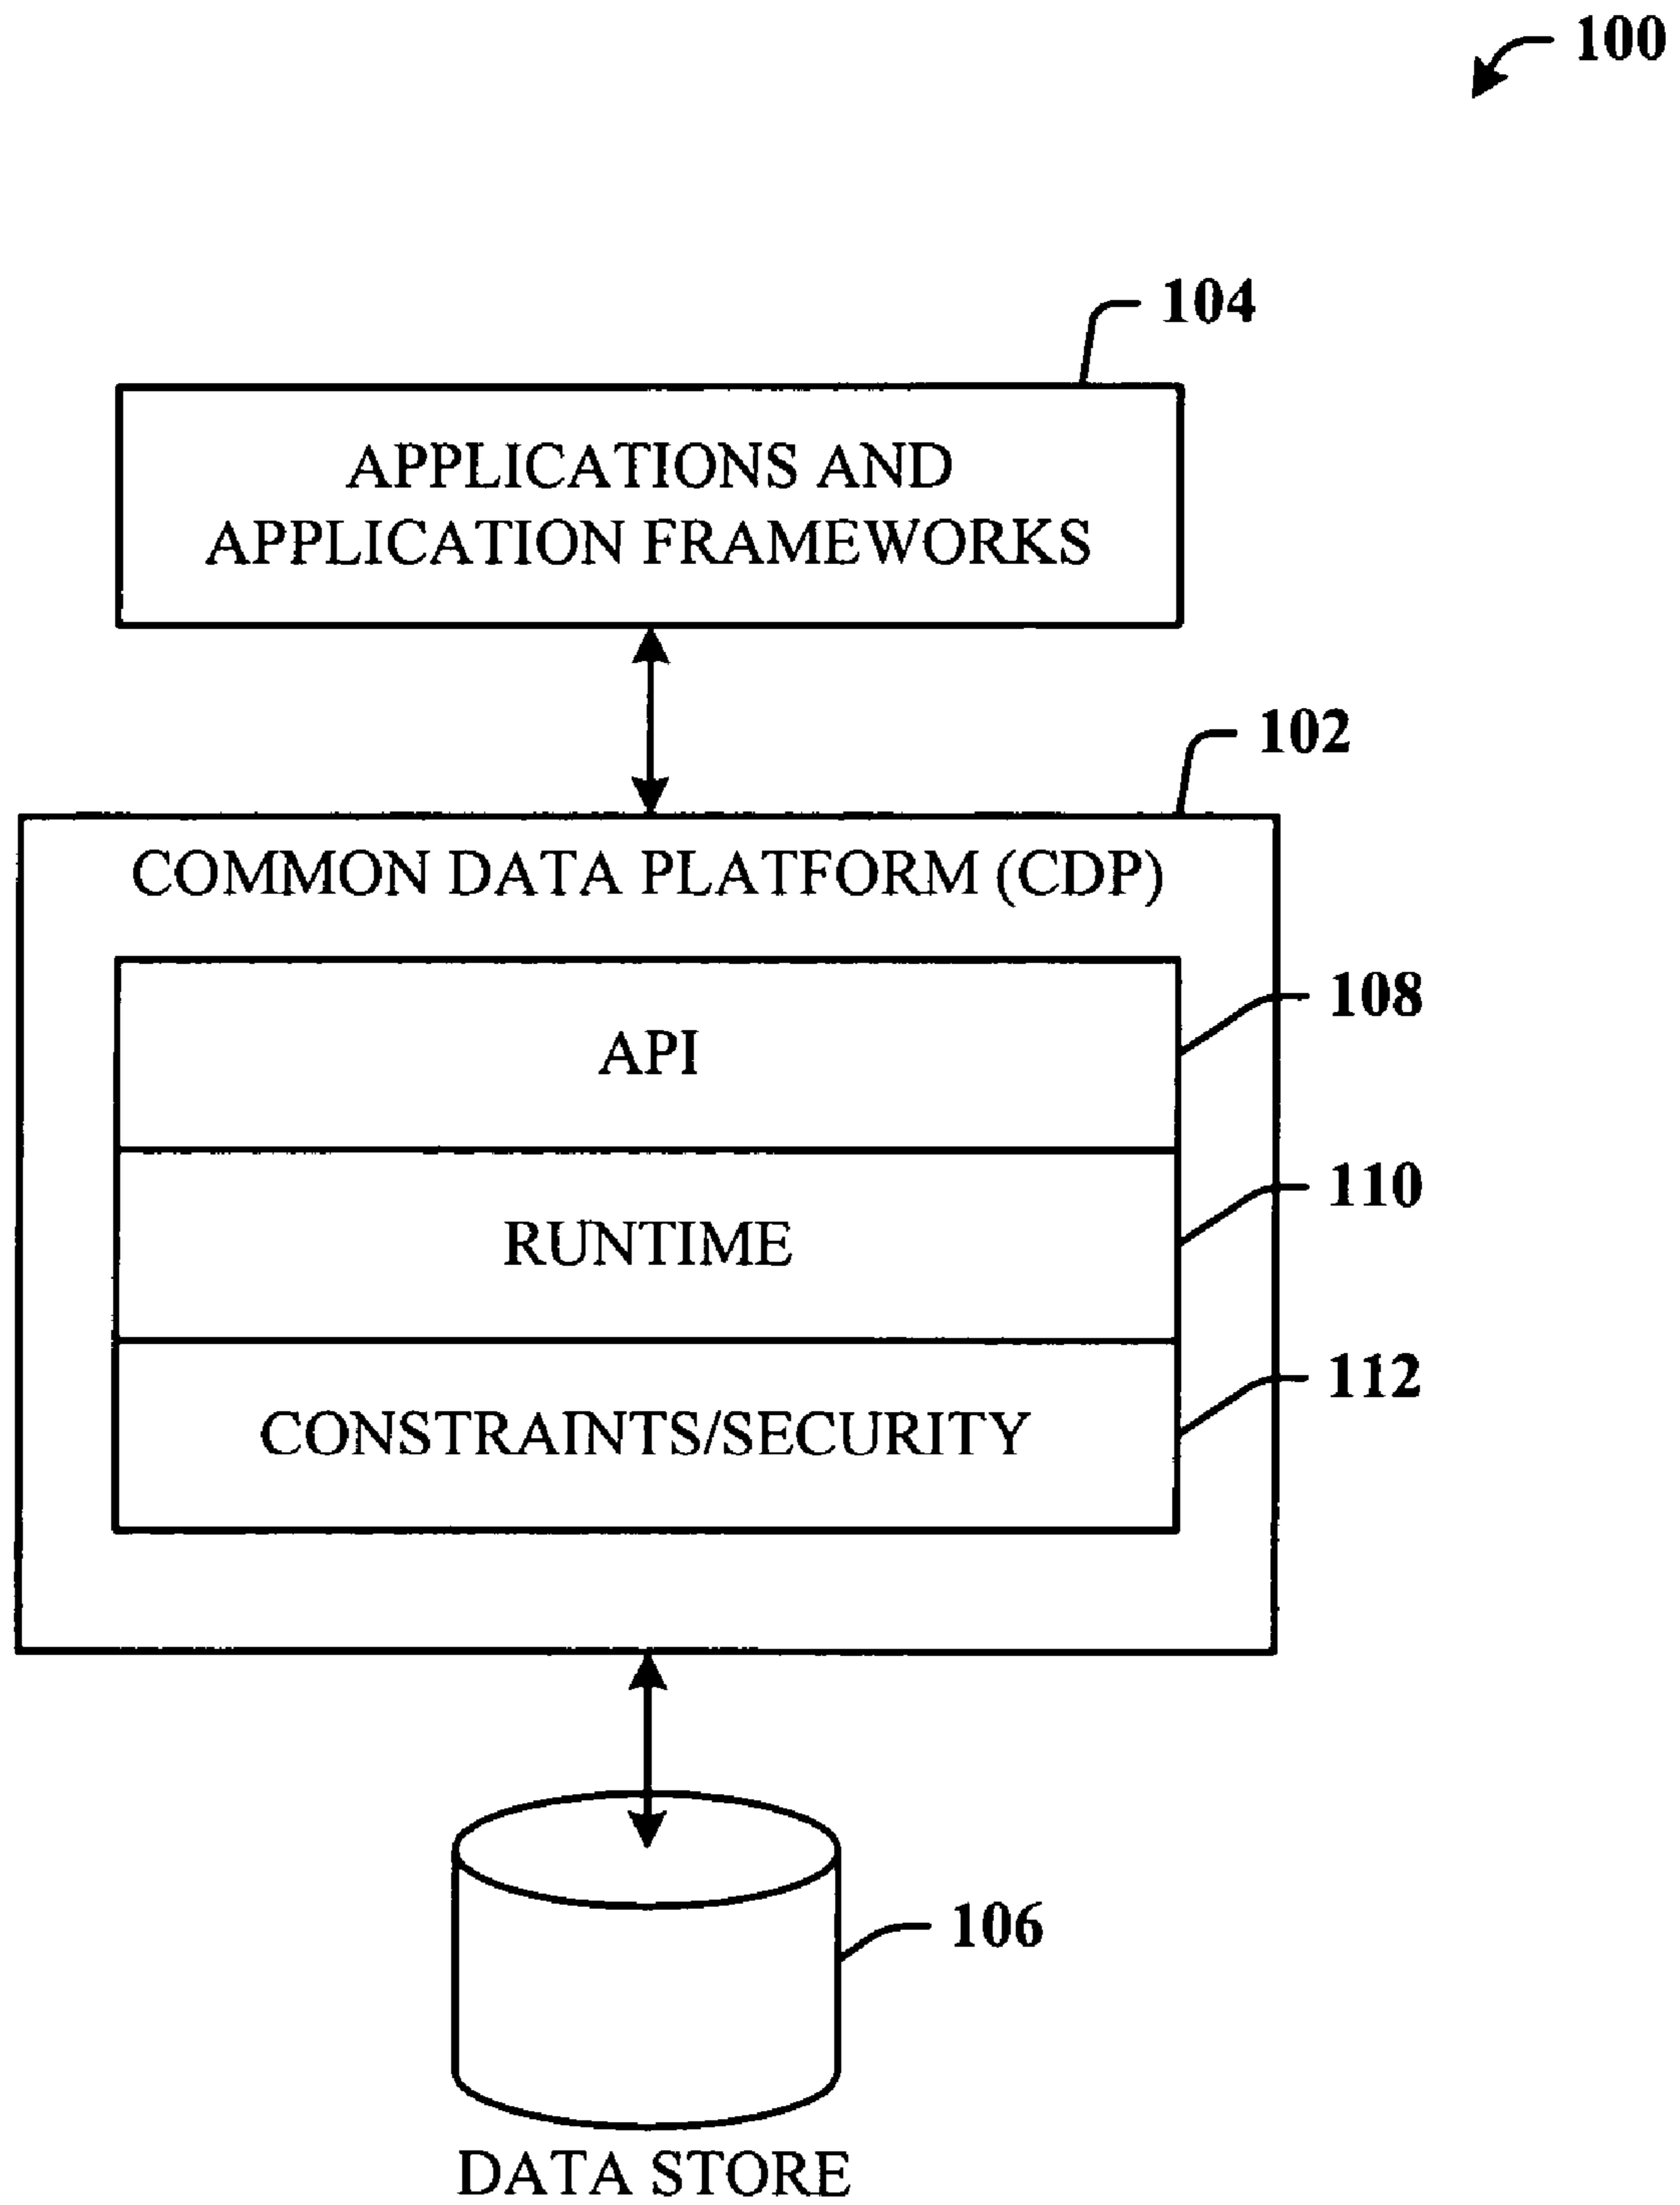 100
104
APPLICATIONS AND
APPLICATION FRAMEWORKS
102
COMMON DATA PLATFORM (CDP)
108
API
110
RUNTIME
112
CONSTRAINTS/SECURITY
106
DATA STORE